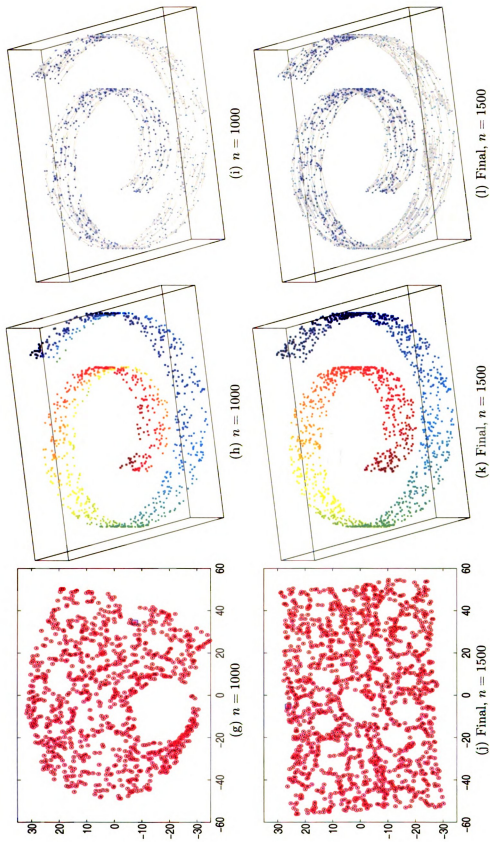 30
20
10
0
−10
−20
−30
−60 −40 −20 0 20 40 60
(g) n = 1000
(h) n = 1000
(i) n = 1000
30
20
10
0
−10
−20
−30
−60 −40 −20 0 20 40 60
(j) Final, n = 1500
(k) Final, n = 1500
(l) Final, n = 1500